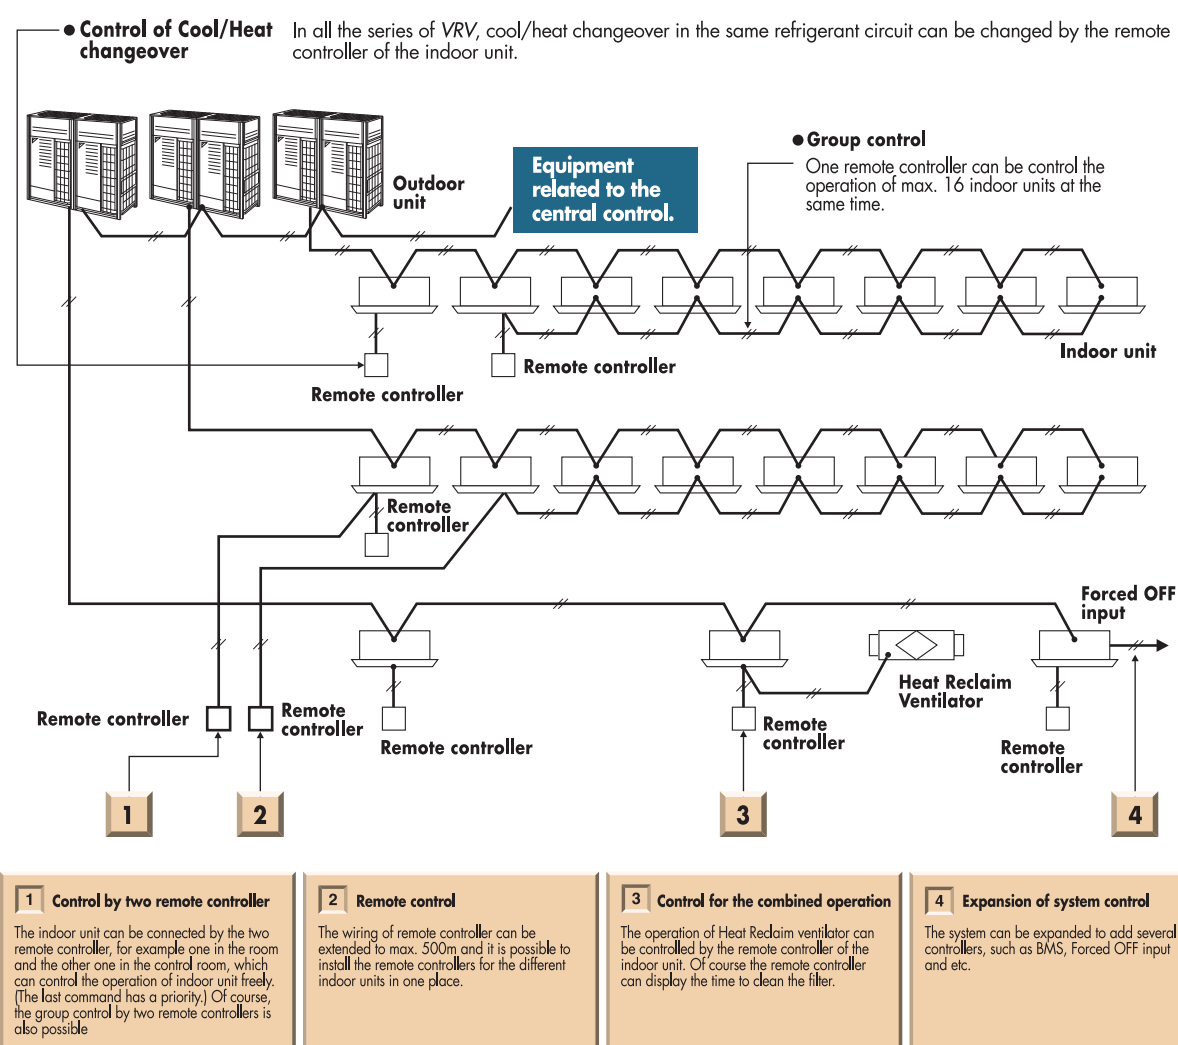 ● Control of Cool/Heat
changeover
In all the series of VRV, cool/heat changeover in the same refrigerant circuit can be changed by the remote
controller of the indoor unit.
Outdoor
unit
Equipment
related to the
central control.
● Group control
One remote controller can be control the
operation of max. 16 indoor units at the
same time.
Indoor unit
Remote controller
Remote controller
Remote
controller
Forced OFF
input
Heat Reclaim
Ventilator
Remote controller
Remote
controller
Remote controller
Remote
controller
Remote
controller
1
2
3
4
1 Control by two remote controller
The indoor unit can be connected by the two
remote controller, for example one in the room
and the other one in the control room, which
can control the operation of indoor unit freely.
(The last command has a priority.) Of course,
the group control by two remote controllers is
also possible
2 Remote control
The wiring of remote controller can be
extended to max. 500m and it is possible to
install the remote controllers for the different
indoor units in one place.
3 Control for the combined operation
The operation of Heat Reclaim ventilator can
be controlled by the remote controller of the
indoor unit. Of course the remote controller
can display the time to clean the filter.
4 Expansion of system control
The system can be expanded to add several
controllers, such as BMS, Forced OFF input
and etc.